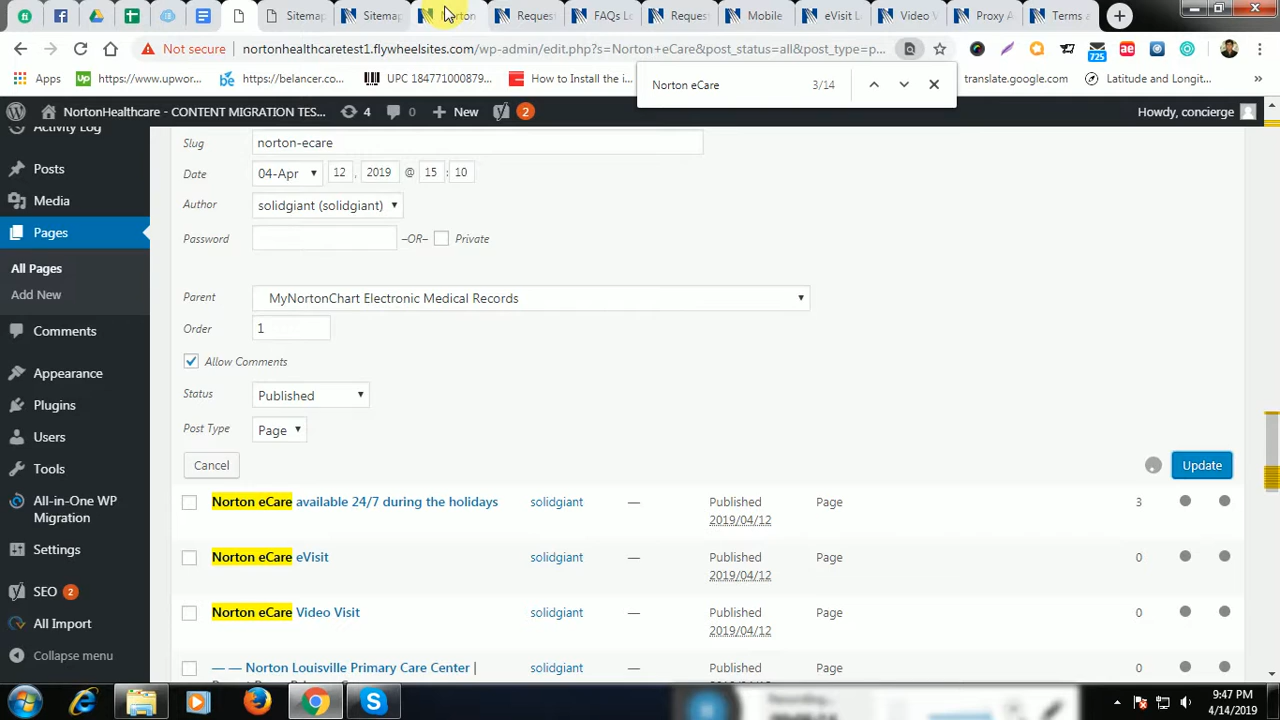 Sitemap
Sitemap
Norton
Reques
FAQs Lo
Reques
Mobile
eVisit L
Video V
Proxy A
Terms a
Not secure
nortonhealthcaretest1.flywheelsites.com/wp-admin/edit.php?s=Norton+eCare&post_status=all&post_type=p...
725
ae
Apps
https://www.upwor...
https://belancer.co...
UPC 184771000879...
How to Install the i...
translate.google.com
Latitude and Longit...
»
Norton eCare
3/14
NortonHealthcare - CONTENT MIGRATION TES...
4
0
New
2
Howdy, concierge
Activity Log
Posts
Media
Pages
All Pages
Add New
Comments
Appearance
Plugins
Users
Tools
All-in-One WP
Migration
Settings
SEO 2
All Import
Collapse menu
Slug
norton-ecare
Date
04-Apr 12 , 2019 @ 15 : 10
Author
solidgiant (solidgiant)
Password
–OR–
Private
Parent
MyNortonChart Electronic Medical Records
Order
1
Allow Comments
Status
Published
Post Type
Page
Cancel
Update
Norton eCare available 24/7 during the holidays
solidgiant
—
Published
2019/04/12
Page
3
Norton eCare eVisit
solidgiant
—
Published
2019/04/12
Page
0
Norton eCare Video Visit
solidgiant
—
Published
2019/04/12
Page
0
— — Norton Louisville Primary Care Center |
solidgiant
—
Published
Page
0
Recording...
9:47 PM
4/14/2019